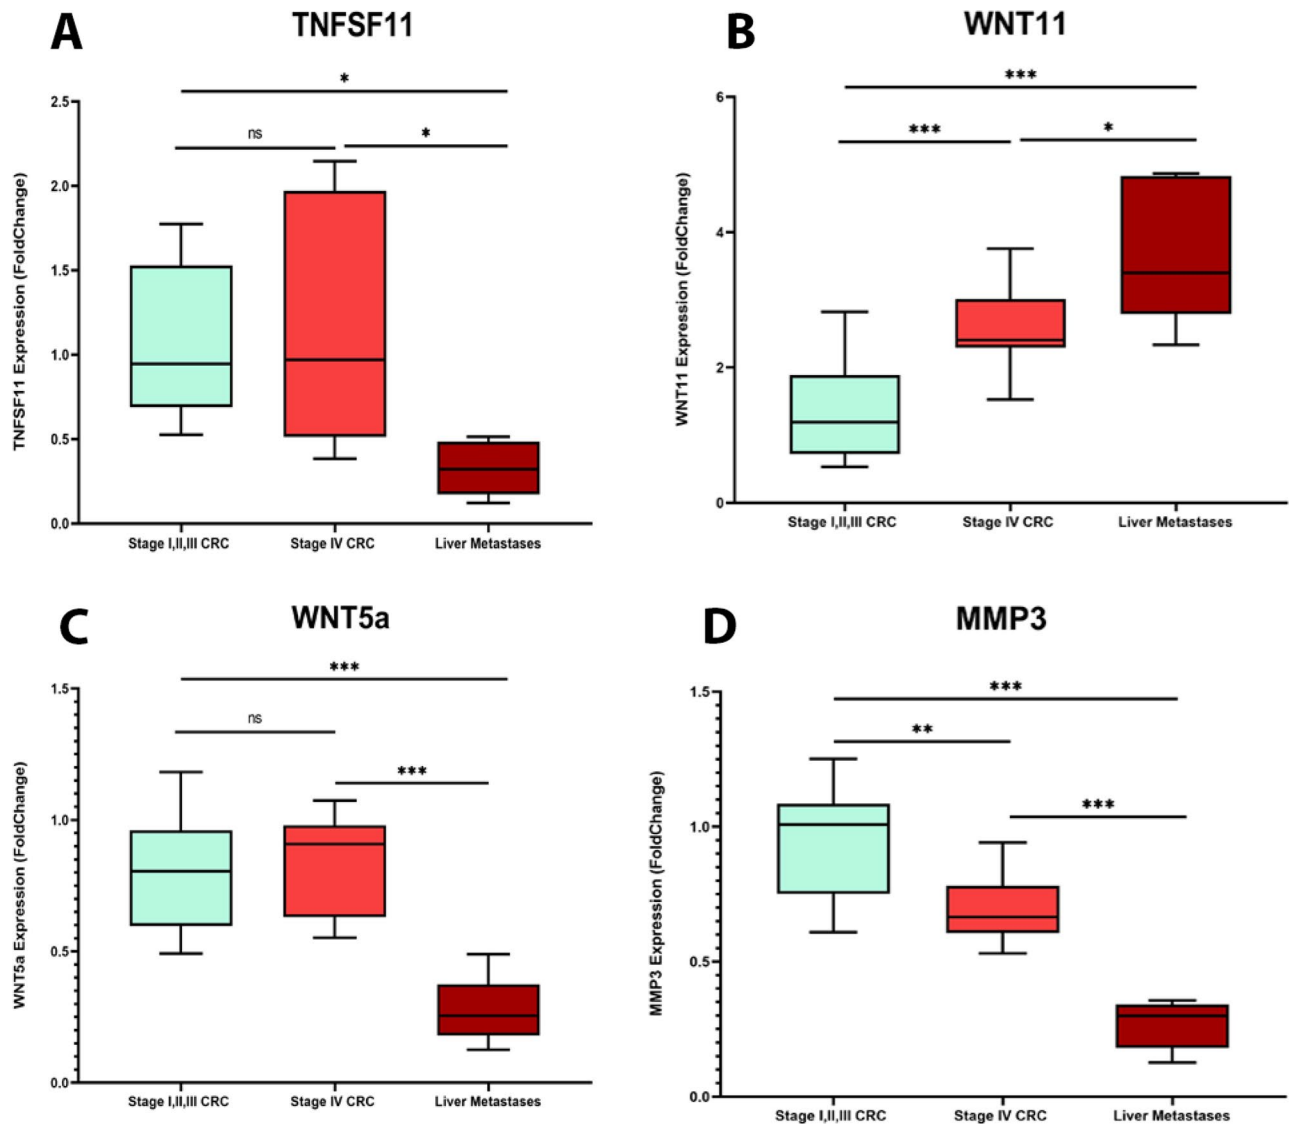 A
TNFSF11
*
ns
*
2.5
2.0
1.5
1.0
0.5
0.0
TNFSF11 Expression (FoldChange)
Stage I,II,III CRC
Stage IV CRC
Liver Metastases
B
WNT11
***
***
*
6
4
2
0
WNT11 Expression (FoldChange)
Stage I,II,III CRC
Stage IV CRC
Liver Metastases
C
WNT5a
***
ns
***
1.5
1.0
0.5
0.0
WNT5a Expression (FoldChange)
Stage I,II,III CRC
Stage IV CRC
Liver Metastases
D
MMP3
***
**
***
1.5
1.0
0.5
0.0
MMP3 Expression (FoldChange)
Stage I,II,III CRC
Stage IV CRC
Liver Metastases